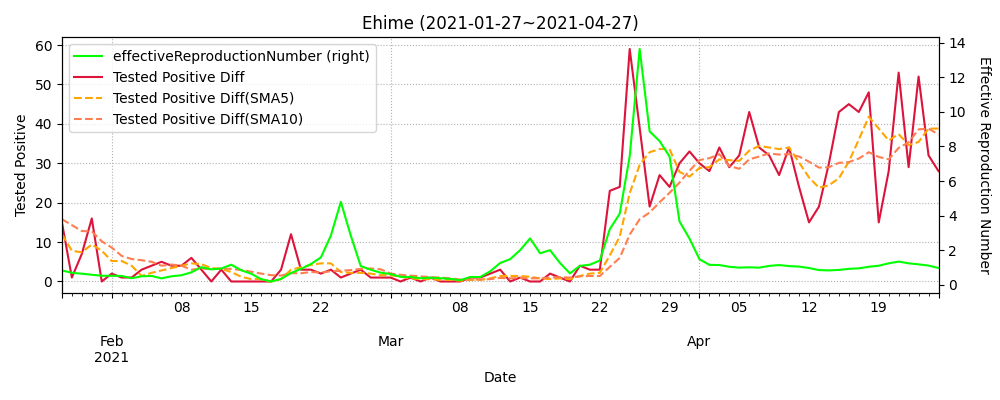 Ehime (2021-01-27~2021-04-27)
effectiveReproductionNumber (right)
Tested Positive Diff
Tested Positive Diff(SMA5)
Tested Positive Diff(SMA10)
Tested Positive
60
50
40
30
20
10
0
14
12
10
8
6
4
2
0
Effective Reproduction Number
08 15 22 08 15 22 29 05 12 19
Feb Mar Apr
2021
Date